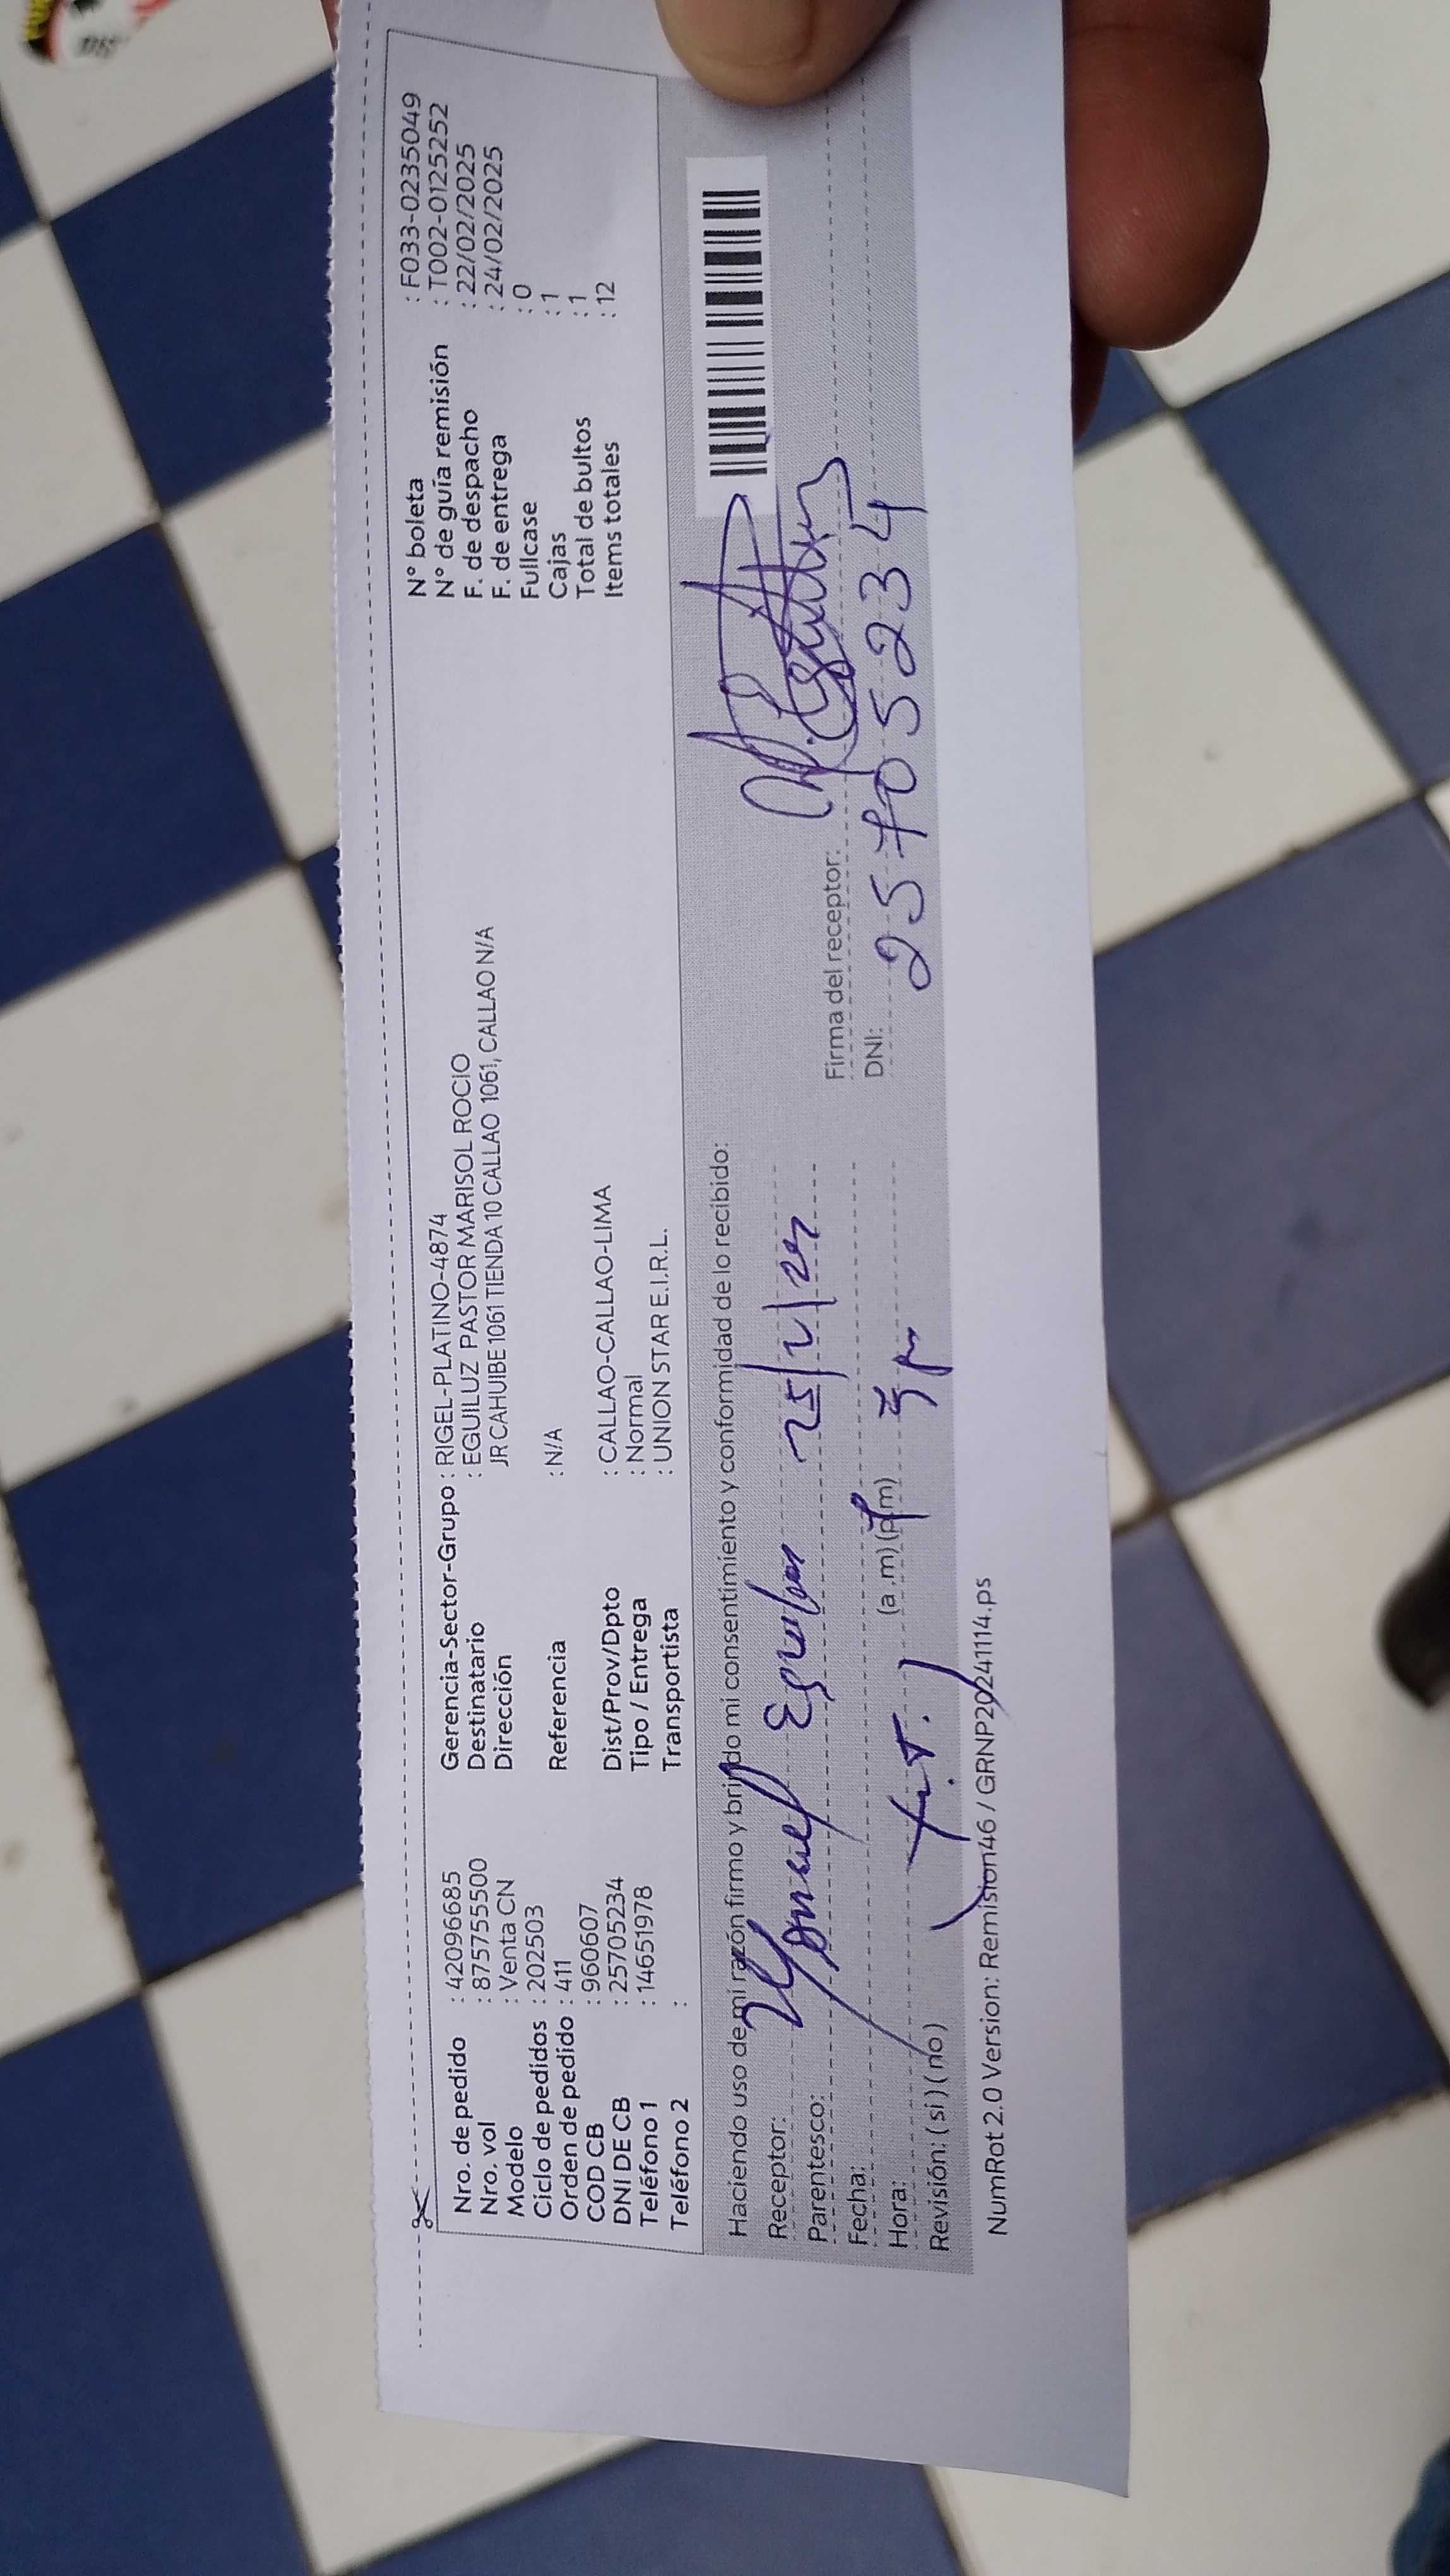 Nro. de pedido : 42096685
Nro. vol : 875755500
Modelo : Venta CN
Ciclo de pedidos : 202503
Orden de pedido : 411
COD CB : 960607
DNI DE CB : 25705234
Teléfono 1 : 14651978
Teléfono 2 :
Gerencia-Sector-Grupo : RIGEL-PLATINO-4874
Destinatario : EGUILUZ PASTOR MARISOL ROCIO
Dirección JR CAHUIBE 1061 TIENDA 10 CALLAO 1061, CALLAO N/A
Referencia : N/A
Dist/Prov/Dpto : CALLAO-CALLAO-LIMA
Tipo / Entrega : Normal
Transportista : UNION STAR E.I.R.L.
N° boleta : F033-0235049
N° de guía remisión : T002-0125252
F. de despacho : 22/02/2025
F. de entrega : 24/02/2025
Fullcase : 0
Cajas : 1
Total de bultos : 1
Items totales : 12
Haciendo uso de mi razón firmo y brindo mi consentimiento y conformidad de lo recibido:
Receptor:
Parentesco:
Fecha:
Hora: (a.m) (p.m)
Revisión: ( si ) ( no )
Firma del receptor:
DNI: 25705234
NumRot 2.0 Version: Remision46 / GRNP20241114.ps